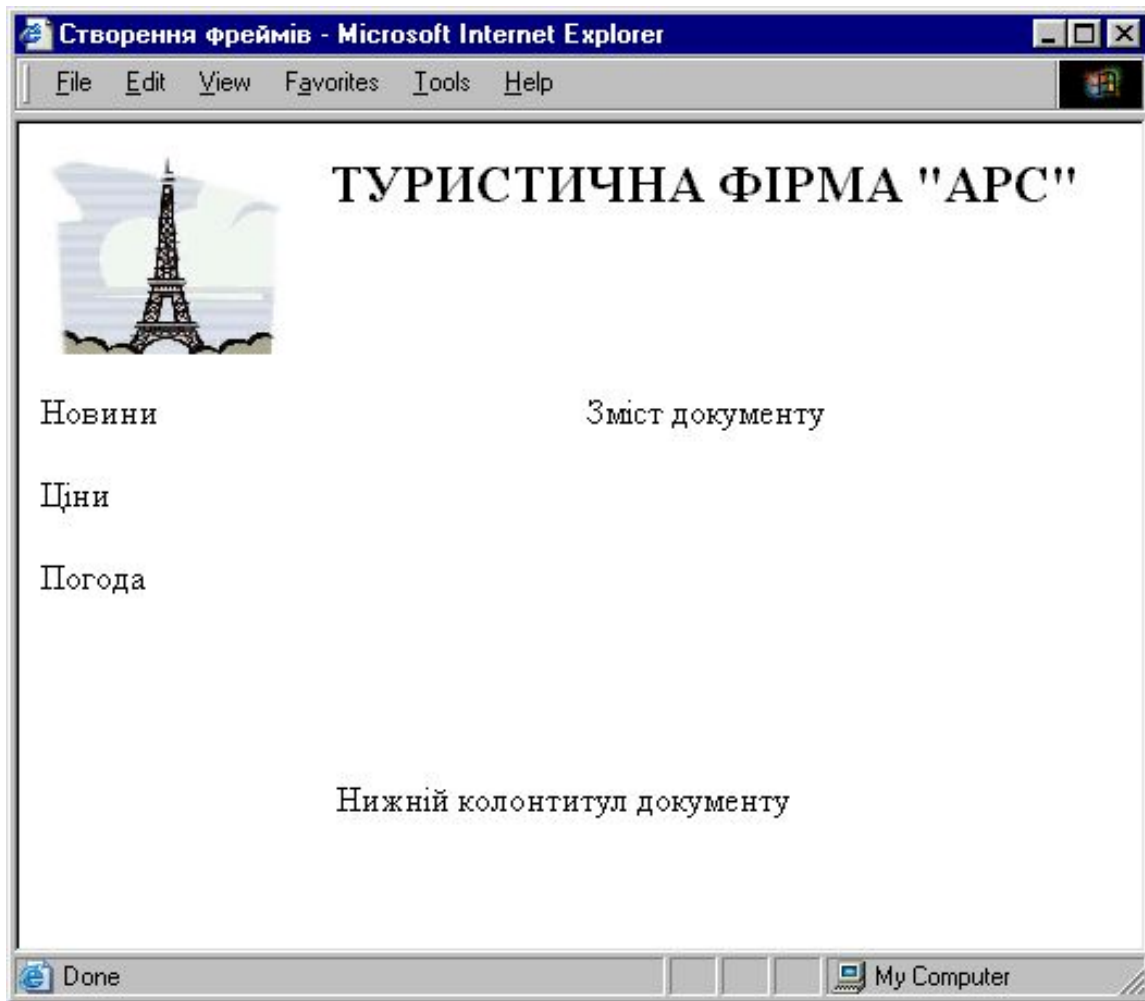 Створення фреймів - Microsoft Internet Explorer
File Edit View Favorites Tools Help
ТУРИСТИЧНА ФІРМА "АРС"
Новини Зміст документу
Ціни
Погода
Нижній колонтитул документу
Done My Computer